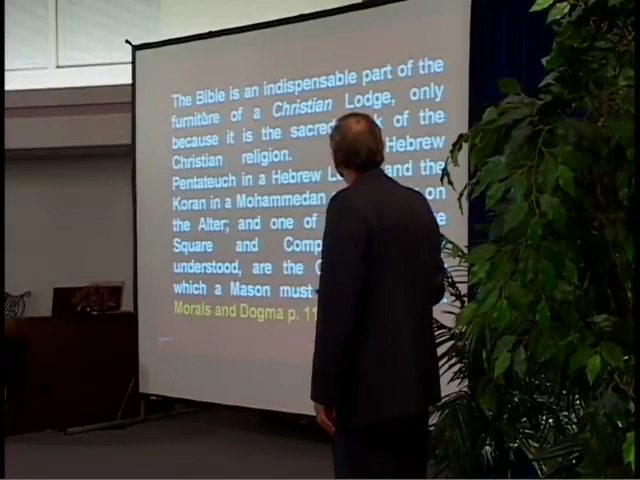 The Bible is an indispensable part of the
furniture of a Christian Lodge, only
because it is the sacred of the
Christian religion. Hebrew
Pentateuch in a Hebrew and the
Koran in a Mohammedan on
the Alter; and one of
Square and
understood, are the
which a Mason must
Morals and Dogma p.